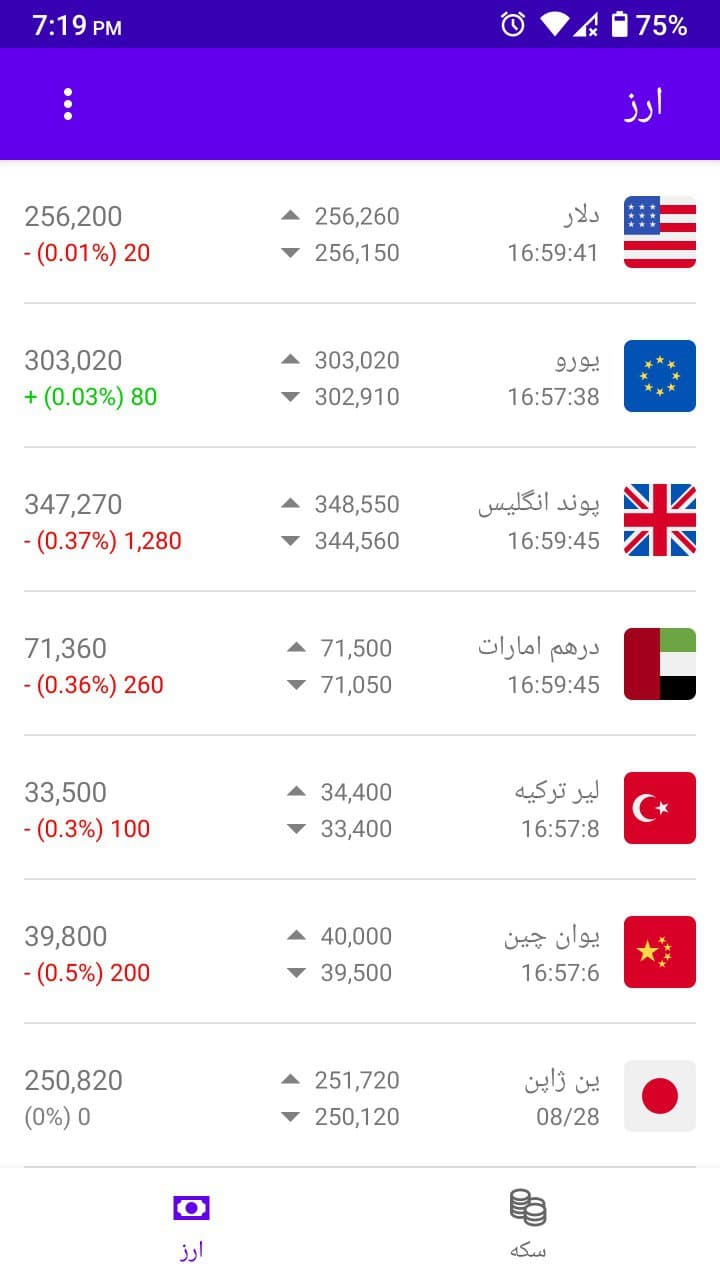 7:19 PM 75%
ارز
دلار 256,260 256,200
16:59:41 256,150 - (0.01%) 20
یورو 303,020 303,020
16:57:38 302,910 + (0.03%) 80
پوند انگلیس 348,550 347,270
16:59:45 344,560 - (0.37%) 1,280
درهم امارات 71,500 71,360
16:59:45 71,050 - (0.36%) 260
لیر ترکیه 34,400 33,500
16:57:8 33,400 - (0.3%) 100
یوان چین 40,000 39,800
16:57:6 39,500 - (0.5%) 200
ین ژاپن 251,720 250,820
08/28 250,120 (0%) 0
سکه ارز